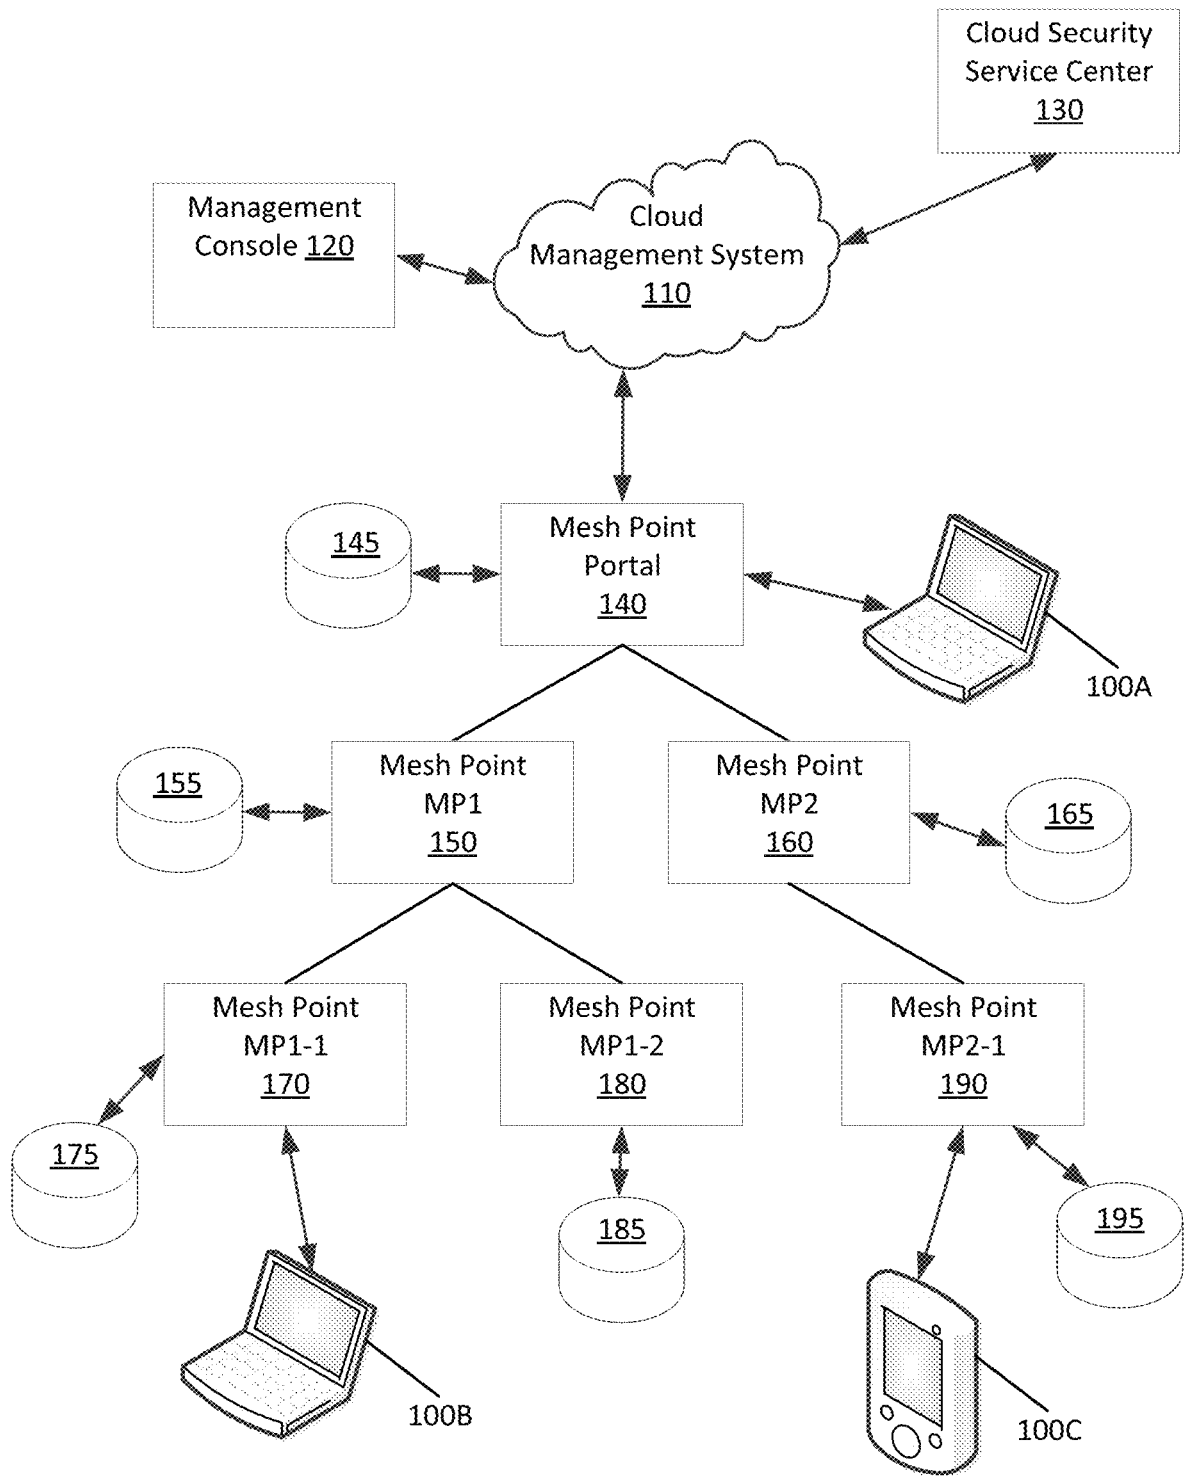 Cloud Security
Service Center
130
Management
Console 120
Cloud
Management System
110
145
Mesh Point
Portal
140
100A
155
Mesh Point
MP1
150
Mesh Point
MP2
160
165
Mesh Point
MP1-1
170
Mesh Point
MP1-2
180
Mesh Point
MP2-1
190
175
185
195
100B
100C